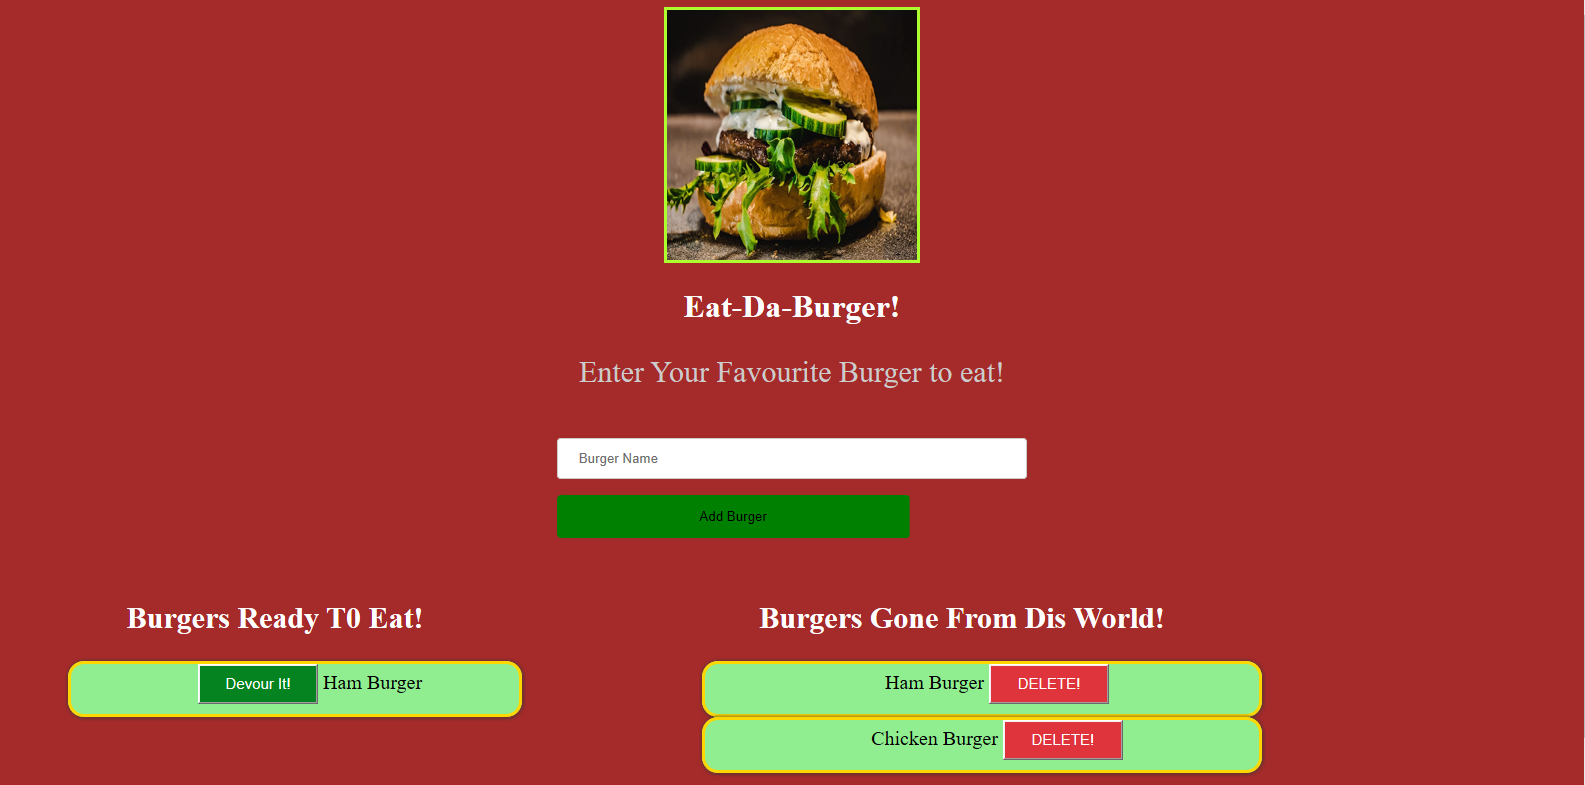 Eat-Da-Burger!
Enter Your Favourite Burger to eat!
Burger Name
Add Burger
Burgers Ready T0 Eat!
Devour It! Ham Burger
Burgers Gone From Dis World!
Ham Burger DELETE!
Chicken Burger DELETE!